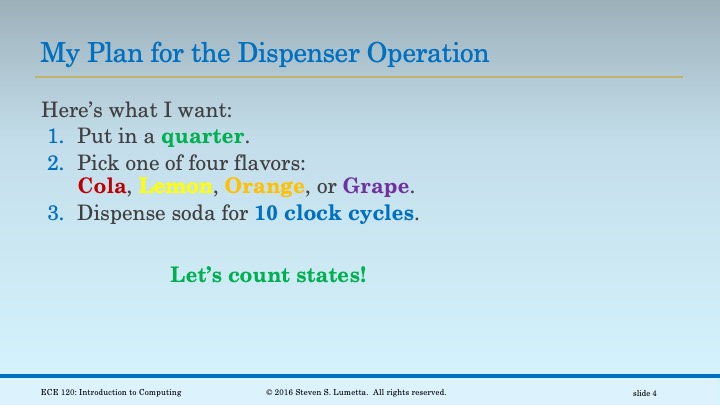 My Plan for the Dispenser Operation
Here’s what I want:
1. Put in a quarter.
2. Pick one of four flavors:
Cola, Lemon, Orange, or Grape.
3. Dispense soda for 10 clock cycles.
Let’s count states!
ECE 120: Introduction to Computing © 2016 Steven S. Lumetta. All rights reserved. slide 4